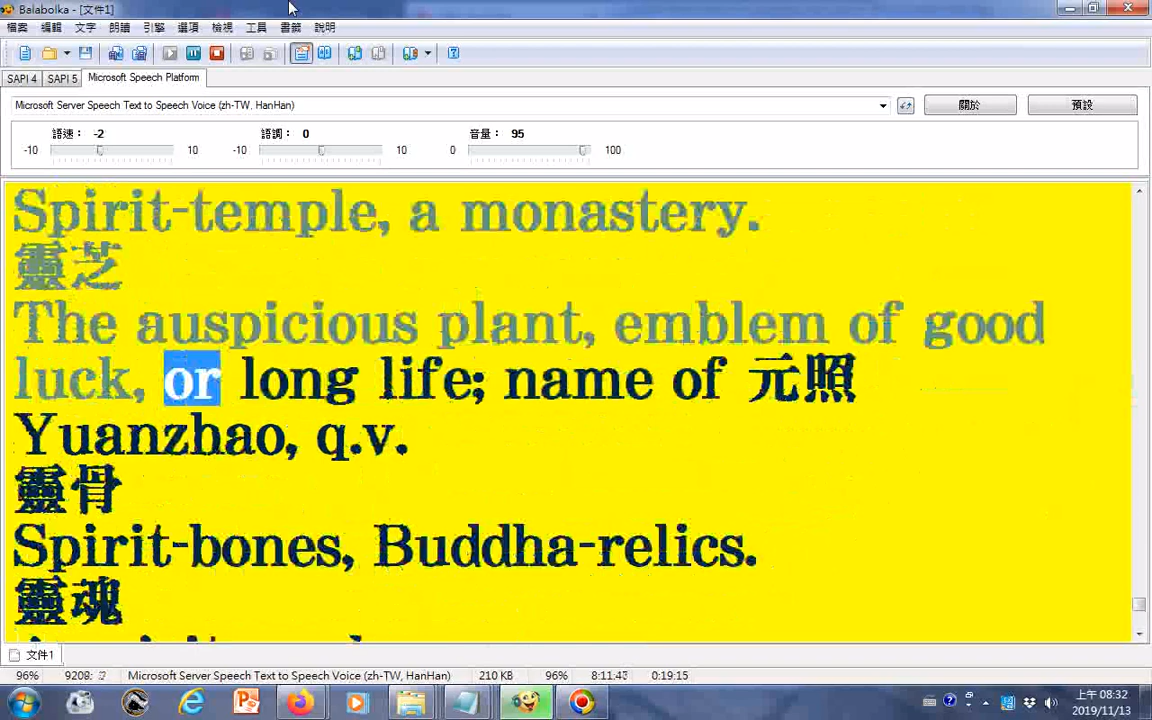 Balabolka - [文件1]
檔案 編輯 文字 朗讀 引擎 選項 檢視 工具 書籤 說明
SAPI 4 SAPI 5 Microsoft Speech Platform
Microsoft Server Speech Text to Speech Voice (zh-TW, HanHan) 關於 預設
語速： -2 語調： 0 音量： 95
-10 10 -10 10 0 100
Spirit-temple, a monastery.
靈芝
The auspicious plant, emblem of good
luck, or long life; name of 元照
Yuanzhao, q.v.
靈骨
Spirit-bones, Buddha-relics.
靈魂
文件1
96% Microsoft Server Speech Text to Speech Voice (zh-TW, HanHan) 210 KB 96% 8:11:43 0:19:15
上午 08:32
2019/11/13